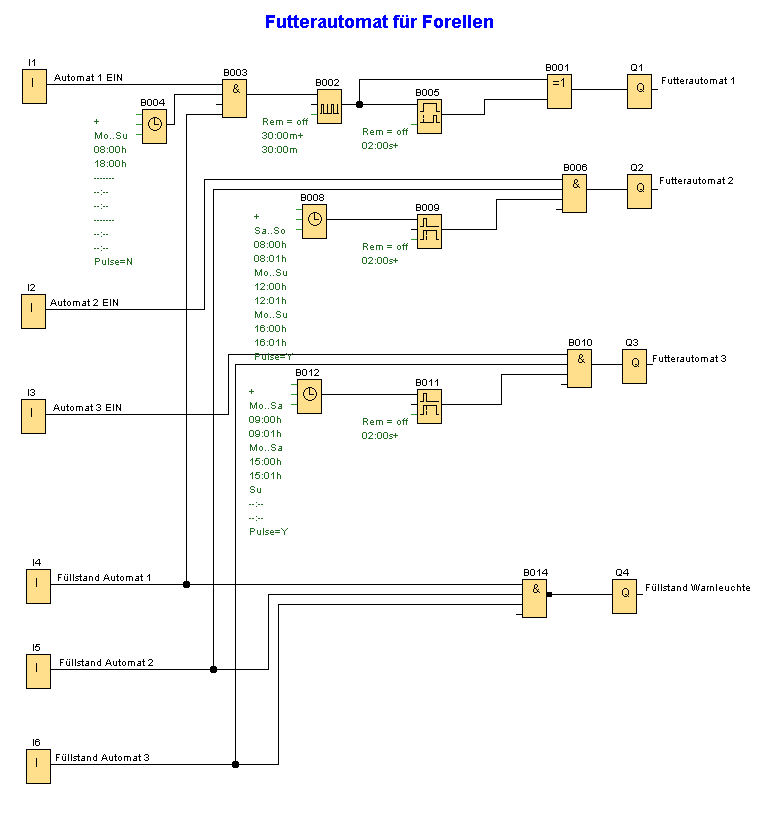 Futterautomat für Forellen
I1
I
Automat 1 EIN
B004
+
Mo..Su
08:00h
18:00h
-------
--:--
--:--
-------
--:--
--:--
Pulse=N
B003
&
B002
Rem = off
30:00m+
30:00m
B005
Rem = off
02:00s+
B001
=1
Q1
Q
Futterautomat 1
B006
&
Q2
Q
Futterautomat 2
B008
+
Sa..So
08:00h
08:01h
Mo..Su
12:00h
12:01h
Mo..Su
16:00h
16:01h
Pulse=Y
B009
Rem = off
02:00s+
I2
I
Automat 2 EIN
B010
&
Q3
Q
Futterautomat 3
B012
+
Mo..Sa
09:00h
09:01h
Mo..Sa
15:00h
15:01h
Su
--:--
--:--
Pulse=Y
B011
Rem = off
02:00s+
I3
I
Automat 3 EIN
I4
I
Füllstand Automat 1
B014
&
Q4
Q
Füllstand Warnleuchte
I5
I
Füllstand Automat 2
I6
I
Füllstand Automat 3